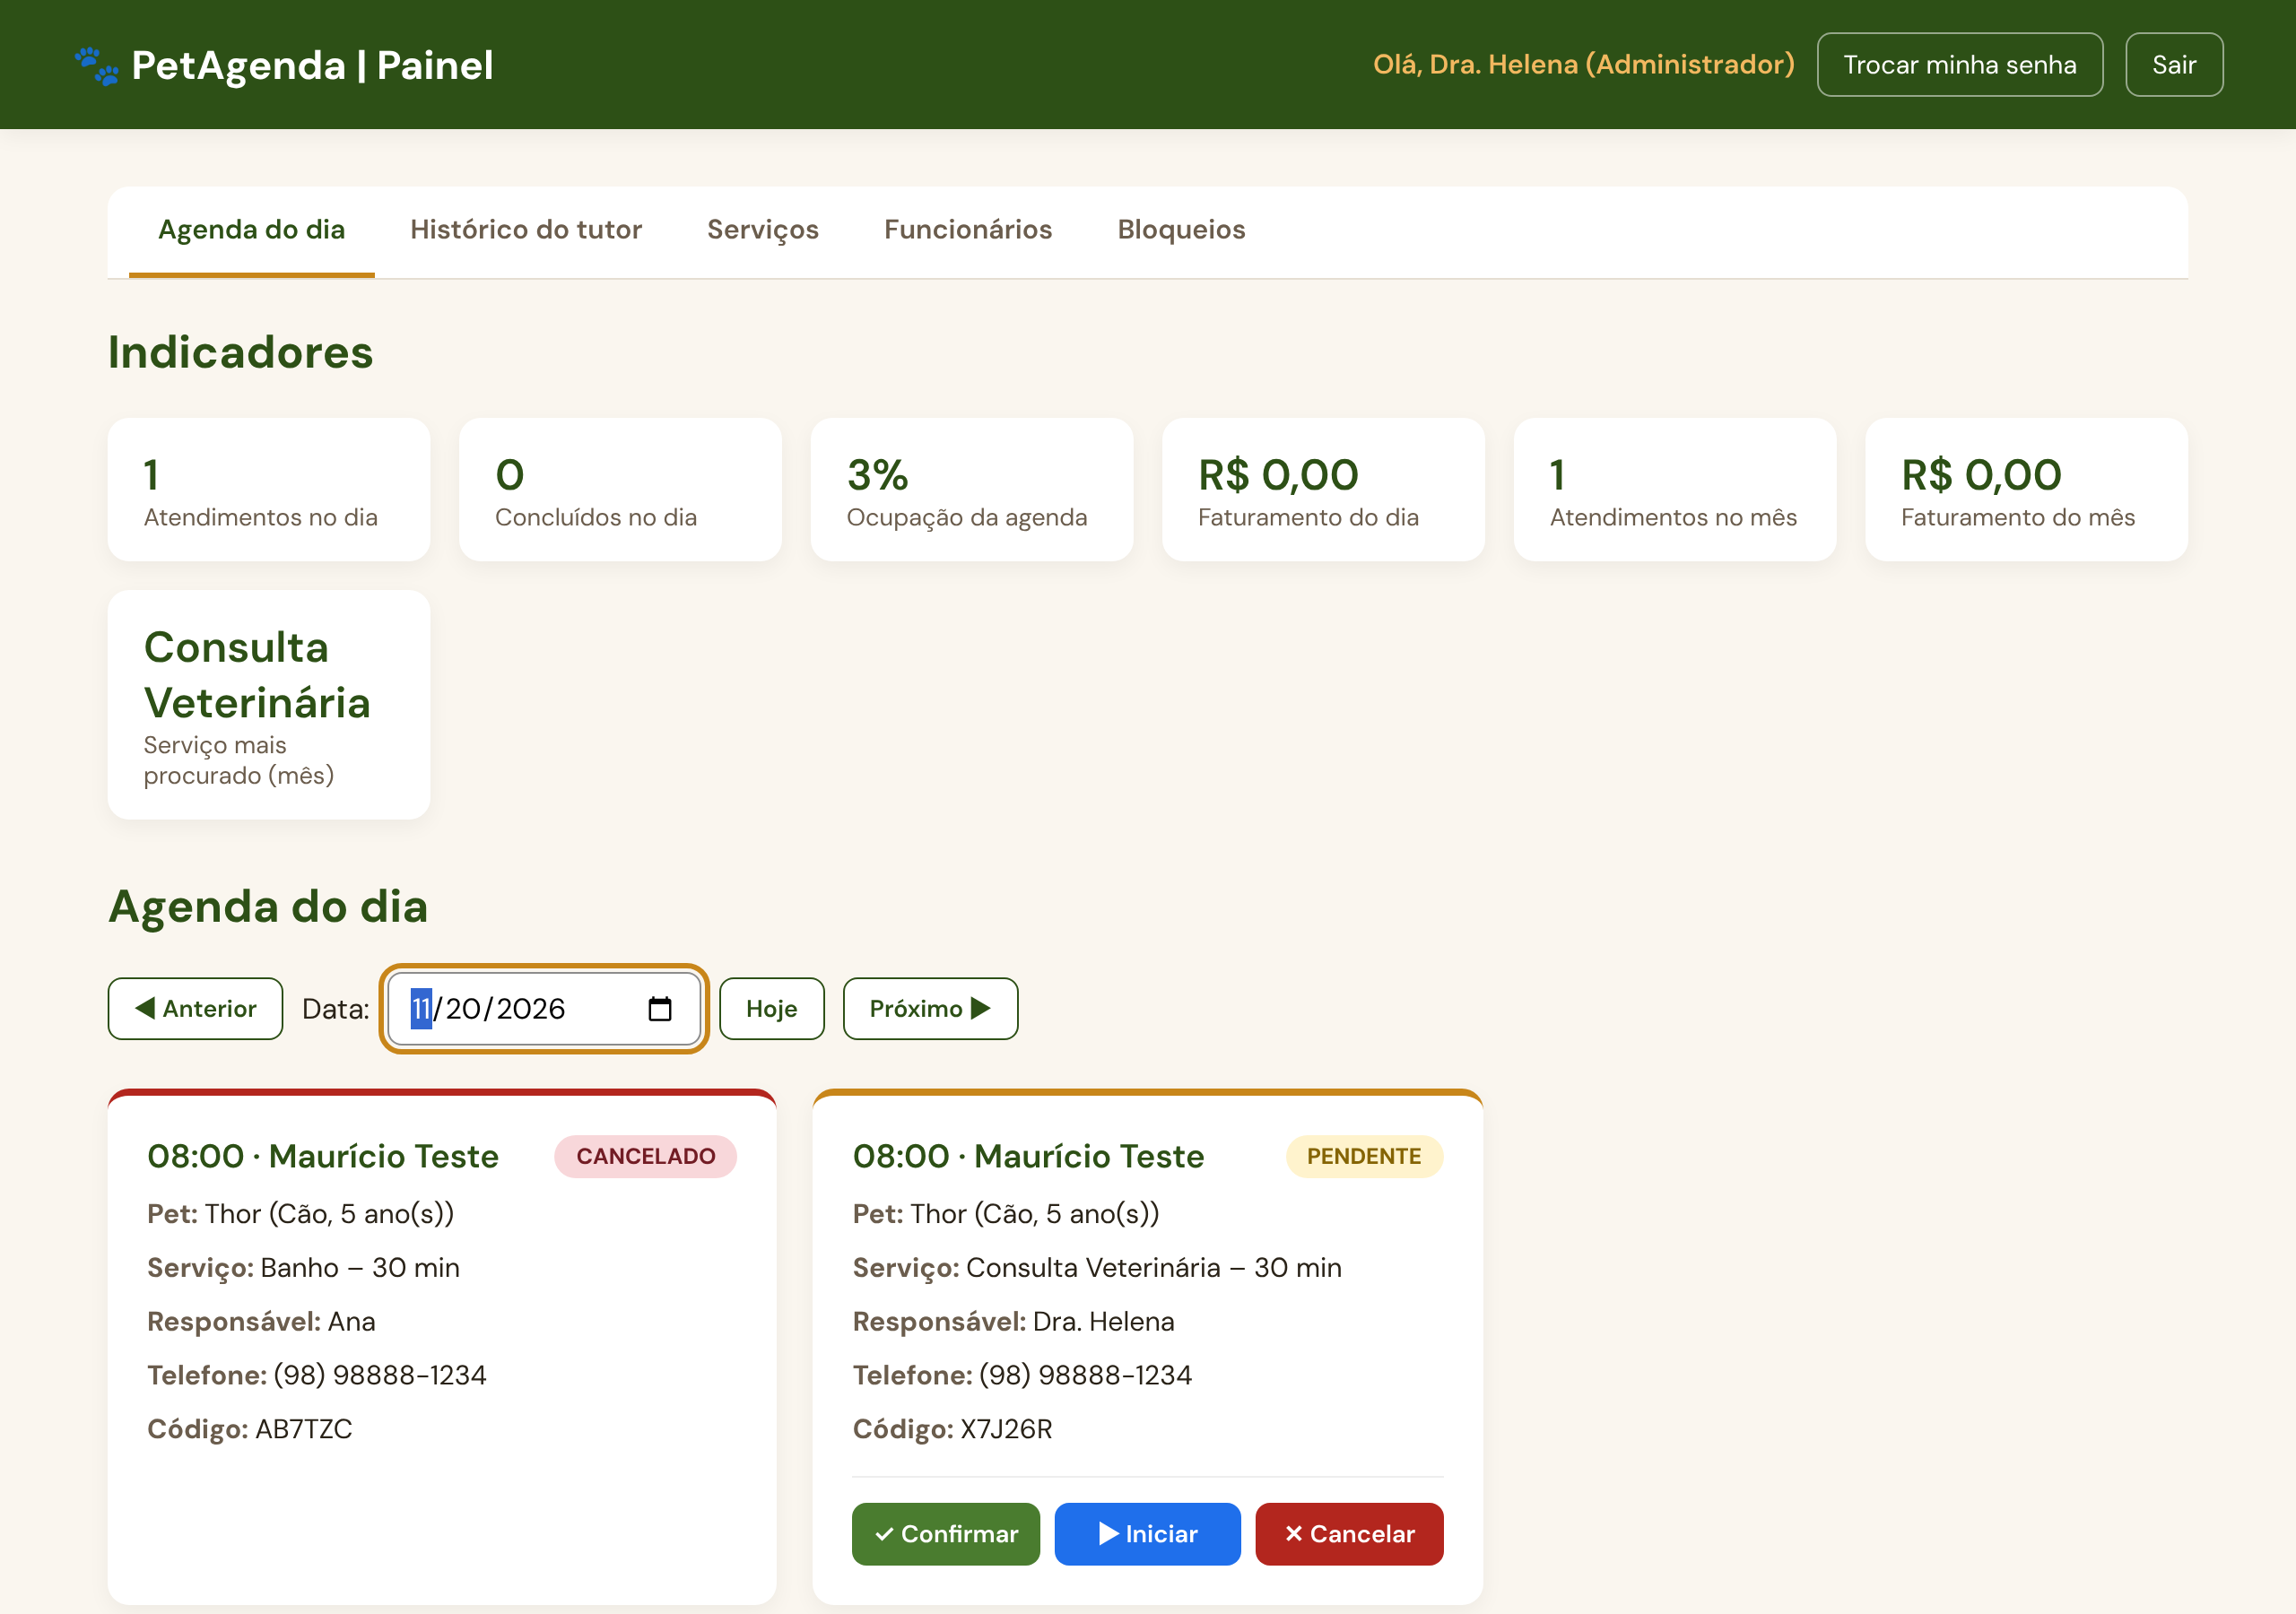 🐾 PetAgenda | Painel
Olá, Dra. Helena (Administrador)
Trocar minha senha
Sair
Agenda do dia
Histórico do tutor
Serviços
Funcionários
Bloqueios
Indicadores
1
Atendimentos no dia
0
Concluídos no dia
3%
Ocupação da agenda
R$ 0,00
Faturamento do dia
1
Atendimentos no mês
R$ 0,00
Faturamento do mês
Consulta
Veterinária
Serviço mais
procurado (mês)
Agenda do dia
◀ Anterior
Data:
11/20/2026
Hoje
Próximo ▶
08:00 · Maurício Teste
CANCELADO
Pet: Thor (Cão, 5 ano(s))
Serviço: Banho – 30 min
Responsável: Ana
Telefone: (98) 98888-1234
Código: AB7TZC
08:00 · Maurício Teste
PENDENTE
Pet: Thor (Cão, 5 ano(s))
Serviço: Consulta Veterinária – 30 min
Responsável: Dra. Helena
Telefone: (98) 98888-1234
Código: X7J26R
✓ Confirmar
▶ Iniciar
✕ Cancelar